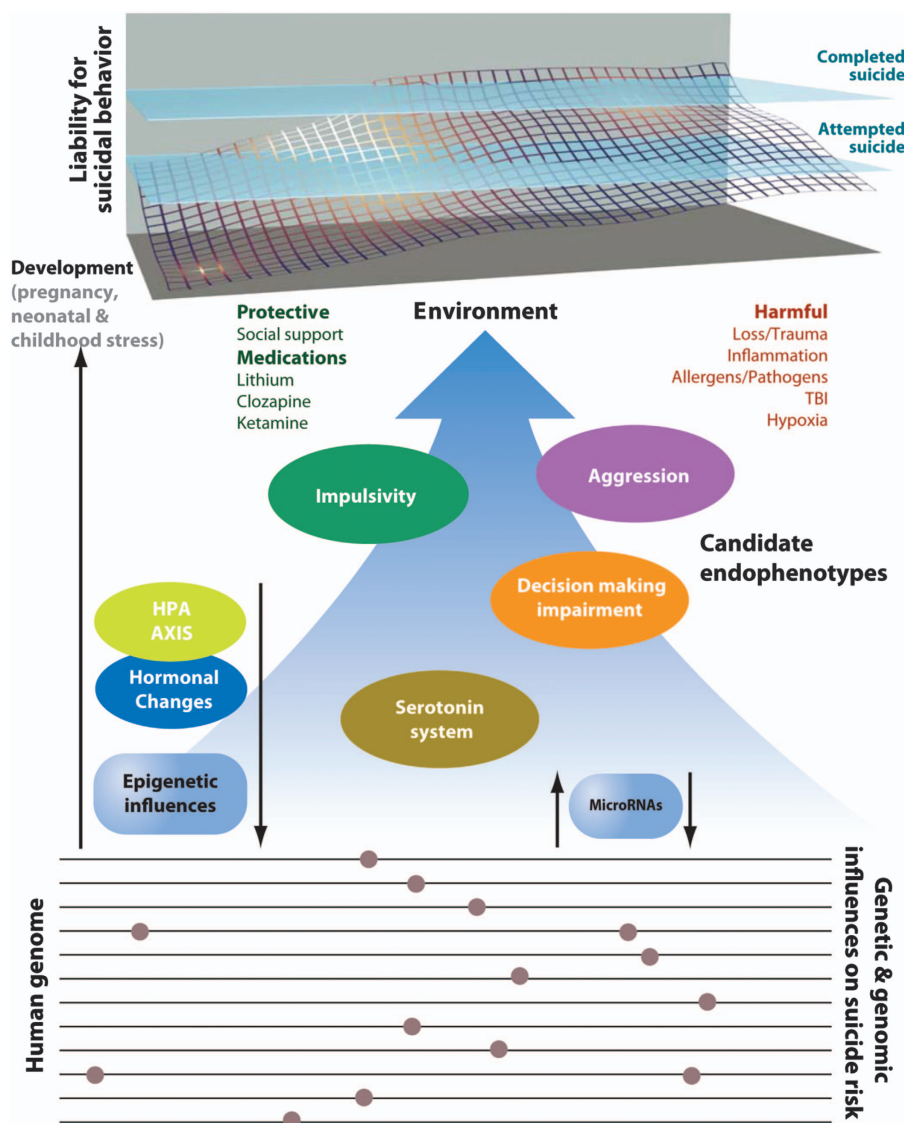 Liability for
suicidal behavior
Completed
suicide
Attempted
suicide
Development
(pregnancy,
neonatal &
childhood stress)
Protective
Social support
Medications
Lithium
Clozapine
Ketamine
Environment
Harmful
Loss/Trauma
Inflammation
Allergens/Pathogens
TBI
Hypoxia
Impulsivity
Aggression
Candidate
endophenotypes
Decision making
impairment
HPA
AXIS
Hormonal
Changes
Serotonin
system
Epigenetic
influences
MicroRNAs
Human genome
Genetic & genomic
influences on suicide risk